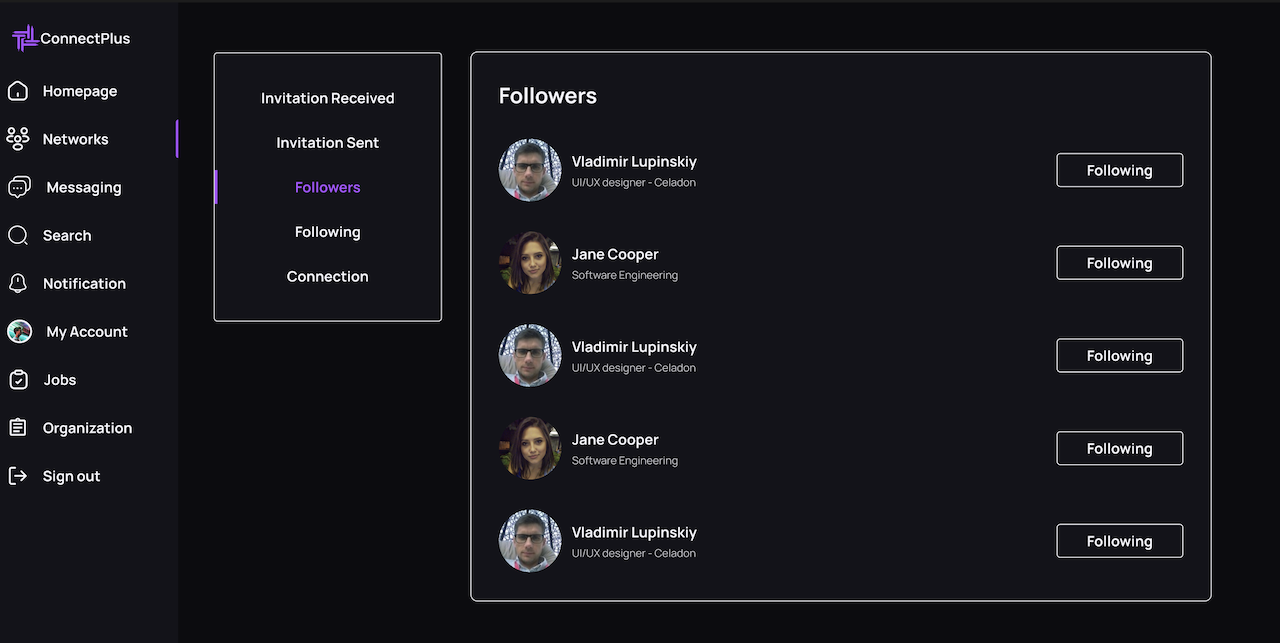 ConnectPlus
Homepage
Networks
Messaging
Search
Notification
My Account
Jobs
Organization
Sign out
Invitation Received
Invitation Sent
Followers
Following
Connection
Followers
Vladimir Lupinskiy
UI/UX designer - Celadon
Following
Jane Cooper
Software Engineering
Following
Vladimir Lupinskiy
UI/UX designer - Celadon
Following
Jane Cooper
Software Engineering
Following
Vladimir Lupinskiy
UI/UX designer - Celadon
Following